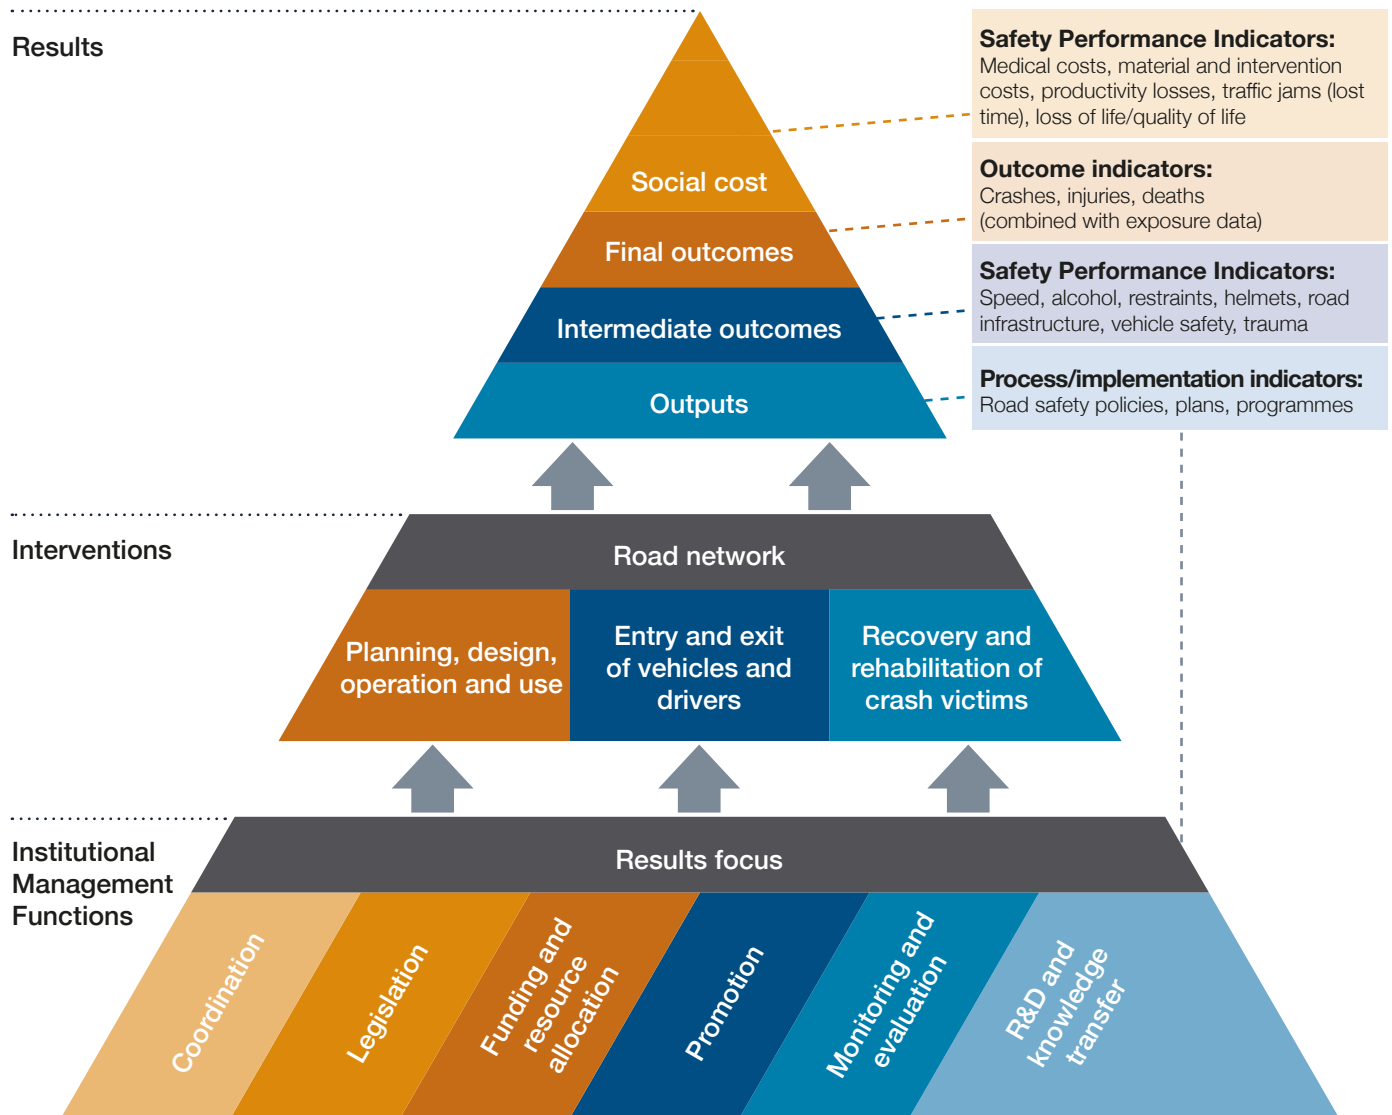 Results
Social cost
Final outcomes
Intermediate outcomes
Outputs
Safety Performance Indicators:
Medical costs, material and intervention
costs, productivity losses, traffic jams (lost
time), loss of life/quality of life
Outcome indicators:
Crashes, injuries, deaths
(combined with exposure data)
Safety Performance Indicators:
Speed, alcohol, restraints, helmets, road
infrastructure, vehicle safety, trauma
Process/implementation indicators:
Road safety policies, plans, programmes
Interventions
Road network
Planning, design,
operation and use
Entry and exit
of vehicles and
drivers
Recovery and
rehabilitation of
crash victims
Institutional
Management
Functions
Results focus
Coordination
Legislation
Funding and
resource
allocation
Promotion
Monitoring and
evaluation
R&D and
knowledge
transfer